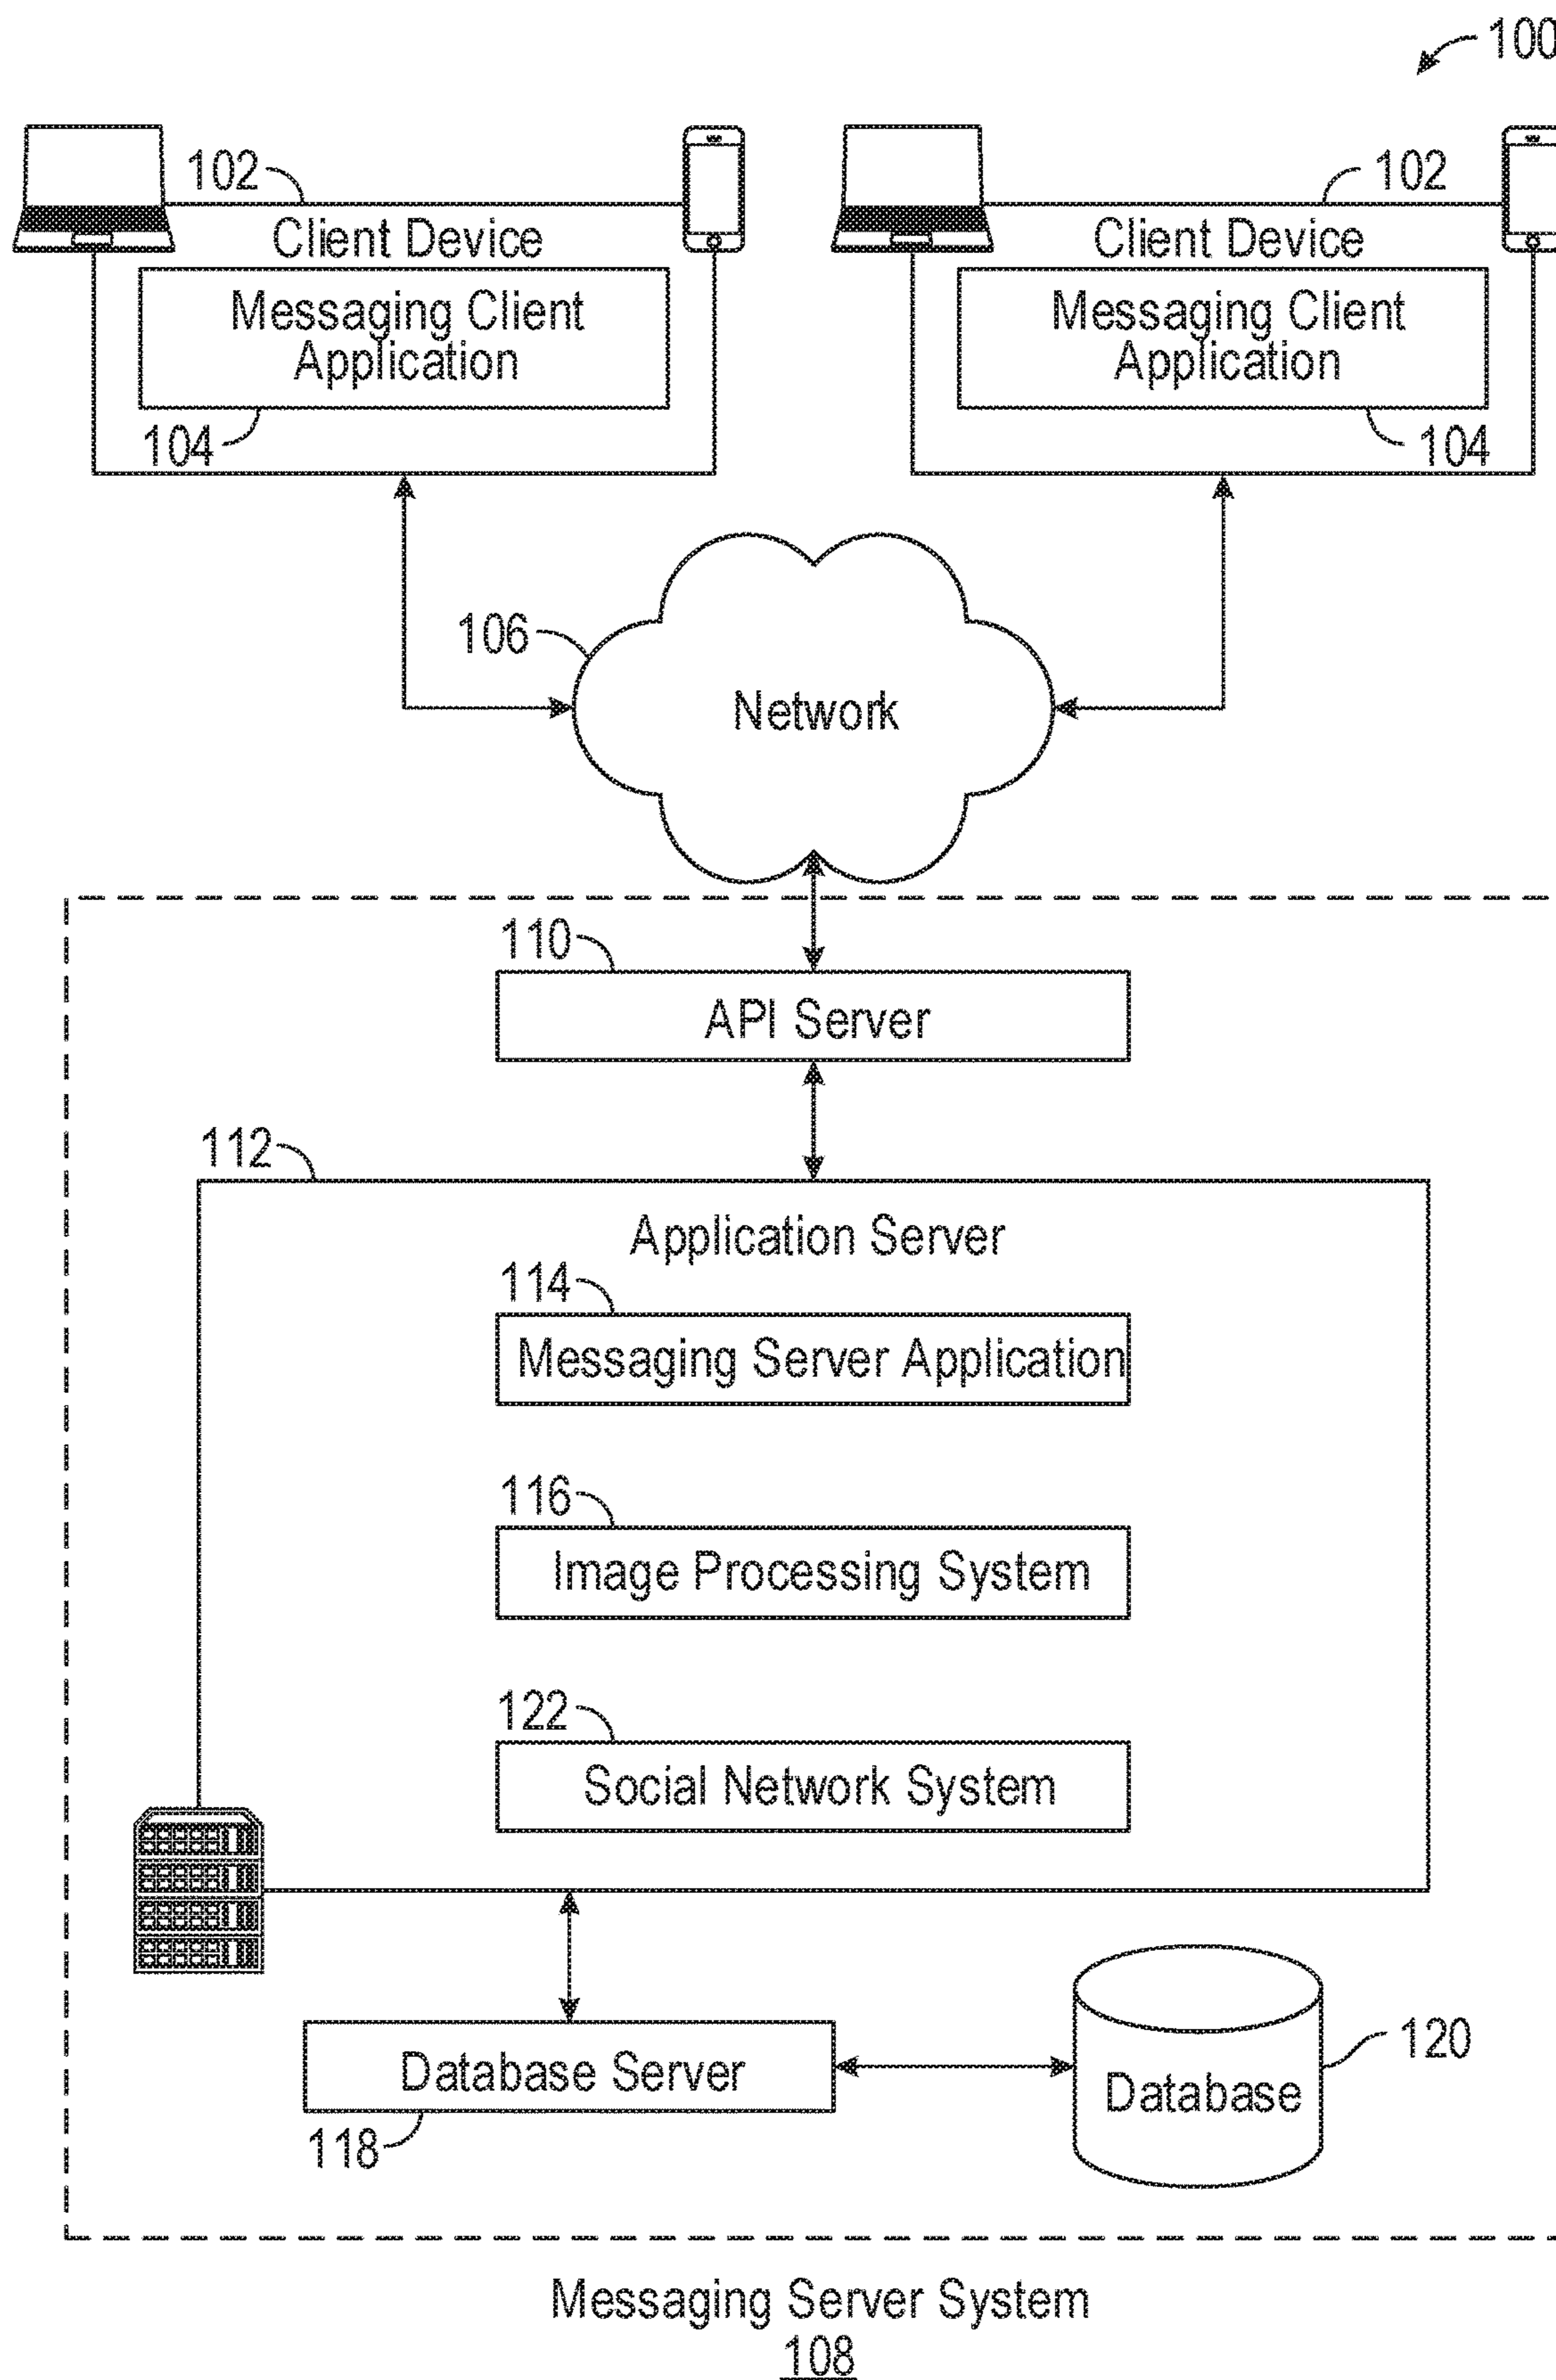 100
102
102
Client Device
Client Device
Messaging Client
Application
Messaging Client
Application
104
104
106
Network
110
API Server
112
Application Server
114
Messaging Server Application
116
Image Processing System
122
Social Network System
Database Server
118
Database
120
Messaging Server System
108